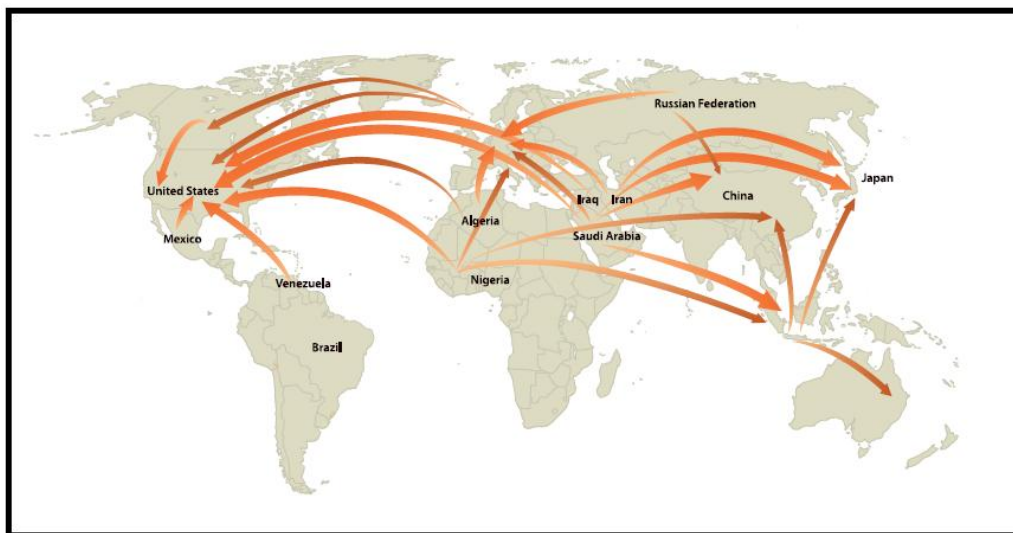 Russian Federation
Japan
United States
China
Iraq
Iran
Algeria
Mexico
Saudi Arabia
Nigeria
Venezuela
Brazil